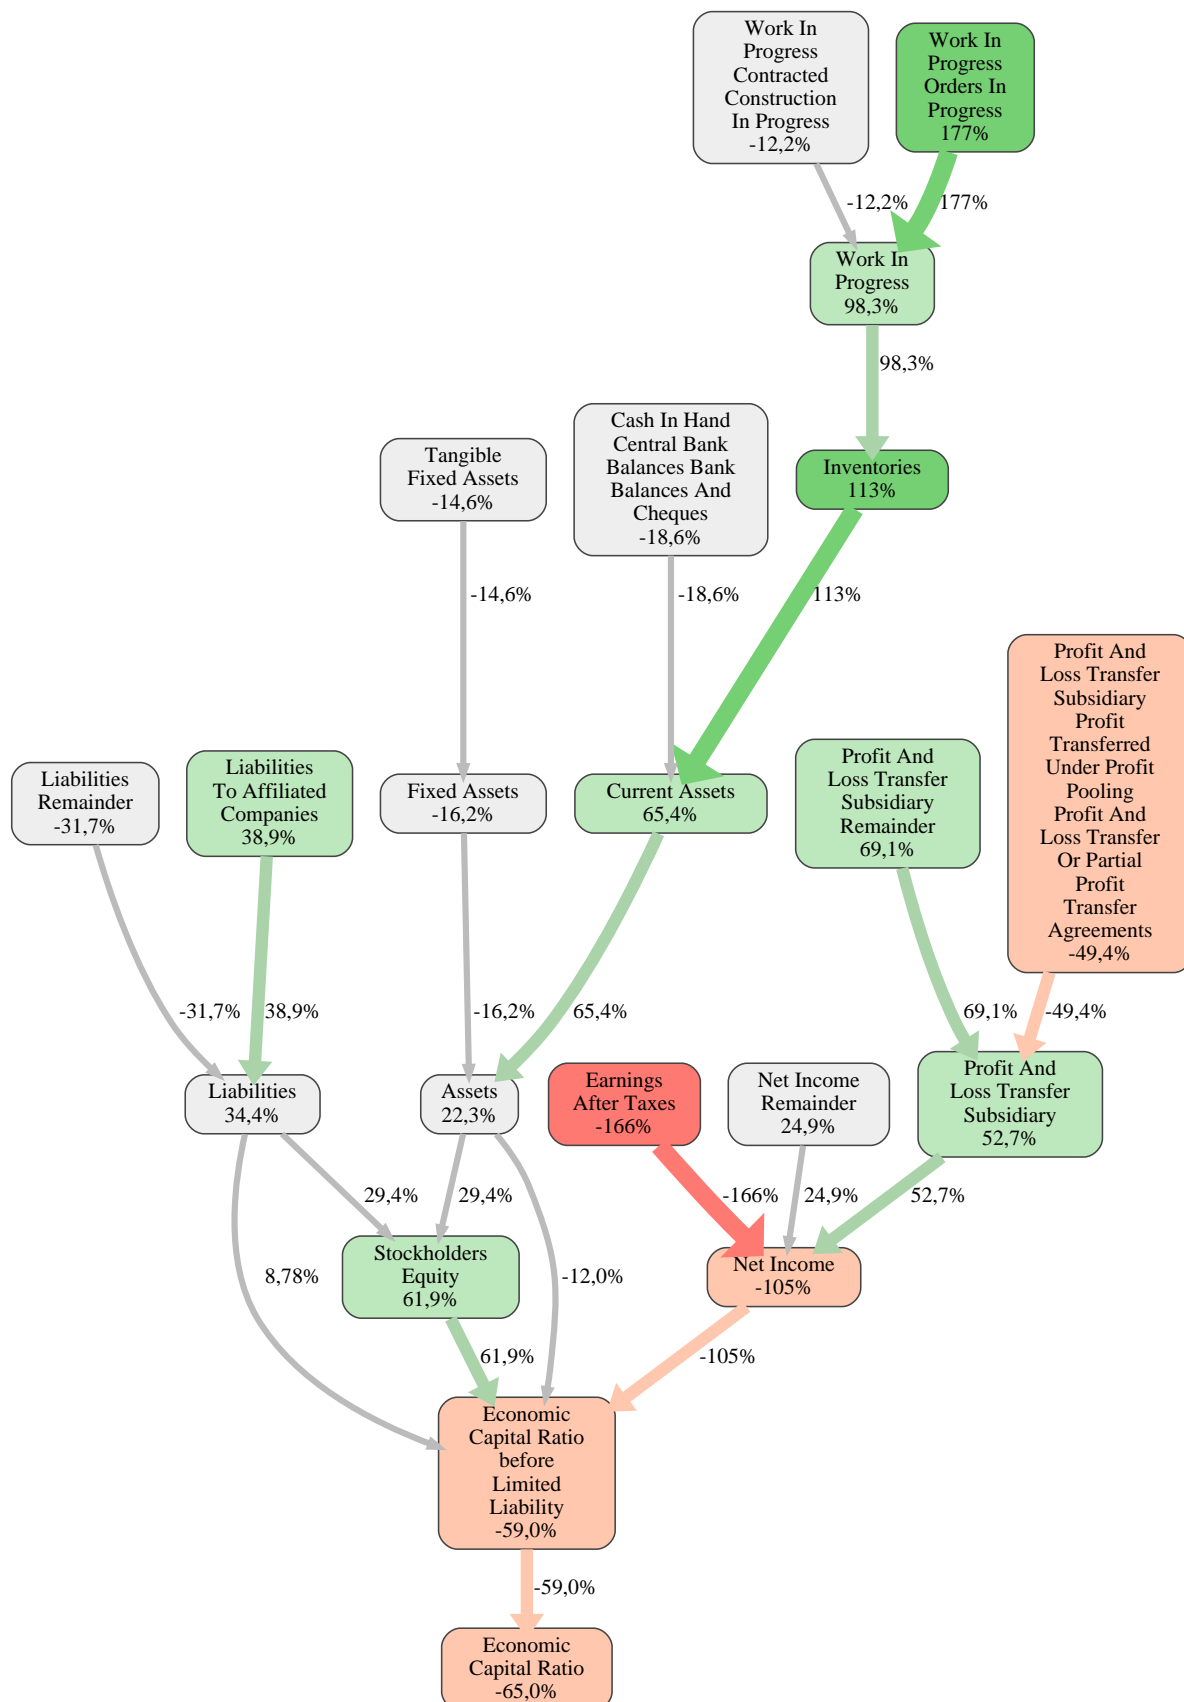 Work In
Progress
Contracted
Construction
In Progress
-12,2%
Work In
Progress
Orders In
Progress
177%
-12,2%
177%
Work In
Progress
98,3%
98,3%
Cash In Hand
Central Bank
Balances Bank
Balances And
Cheques
-18,6%
Tangible
Fixed Assets
-14,6%
Inventories
113%
-14,6%
-18,6%
113%
Profit And
Loss Transfer
Subsidiary
Profit
Transferred
Under Profit
Pooling
Profit And
Loss Transfer
Or Partial
Profit
Transfer
Agreements
-49,4%
Liabilities
Remainder
-31,7%
Liabilities
To Affiliated
Companies
38,9%
Fixed Assets
-16,2%
Current Assets
65,4%
Profit And
Loss Transfer
Subsidiary
Remainder
69,1%
-31,7%
38,9%
-16,2%
65,4%
69,1%
-49,4%
Liabilities
34,4%
Assets
22,3%
Earnings
After Taxes
-166%
Net Income
Remainder
24,9%
Profit And
Loss Transfer
Subsidiary
52,7%
29,4%
29,4%
-166%
24,9%
52,7%
8,78%
Stockholders
Equity
61,9%
-12,0%
Net Income
-105%
61,9%
-105%
Economic
Capital Ratio
before
Limited
Liability
-59,0%
-59,0%
Economic
Capital Ratio
-65,0%